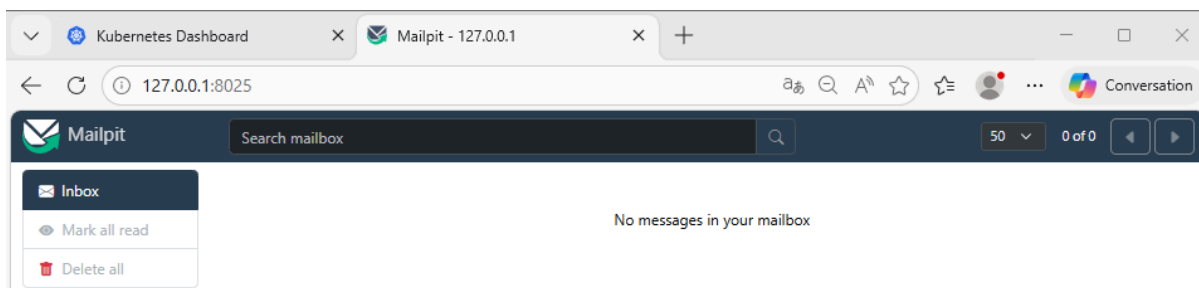 Kubernetes Dashboard
Mailpit - 127.0.0.1
127.0.0.1:8025
Conversation
Mailpit
Search mailbox
50
0 of 0
Inbox
No messages in your mailbox
Mark all read
Delete all